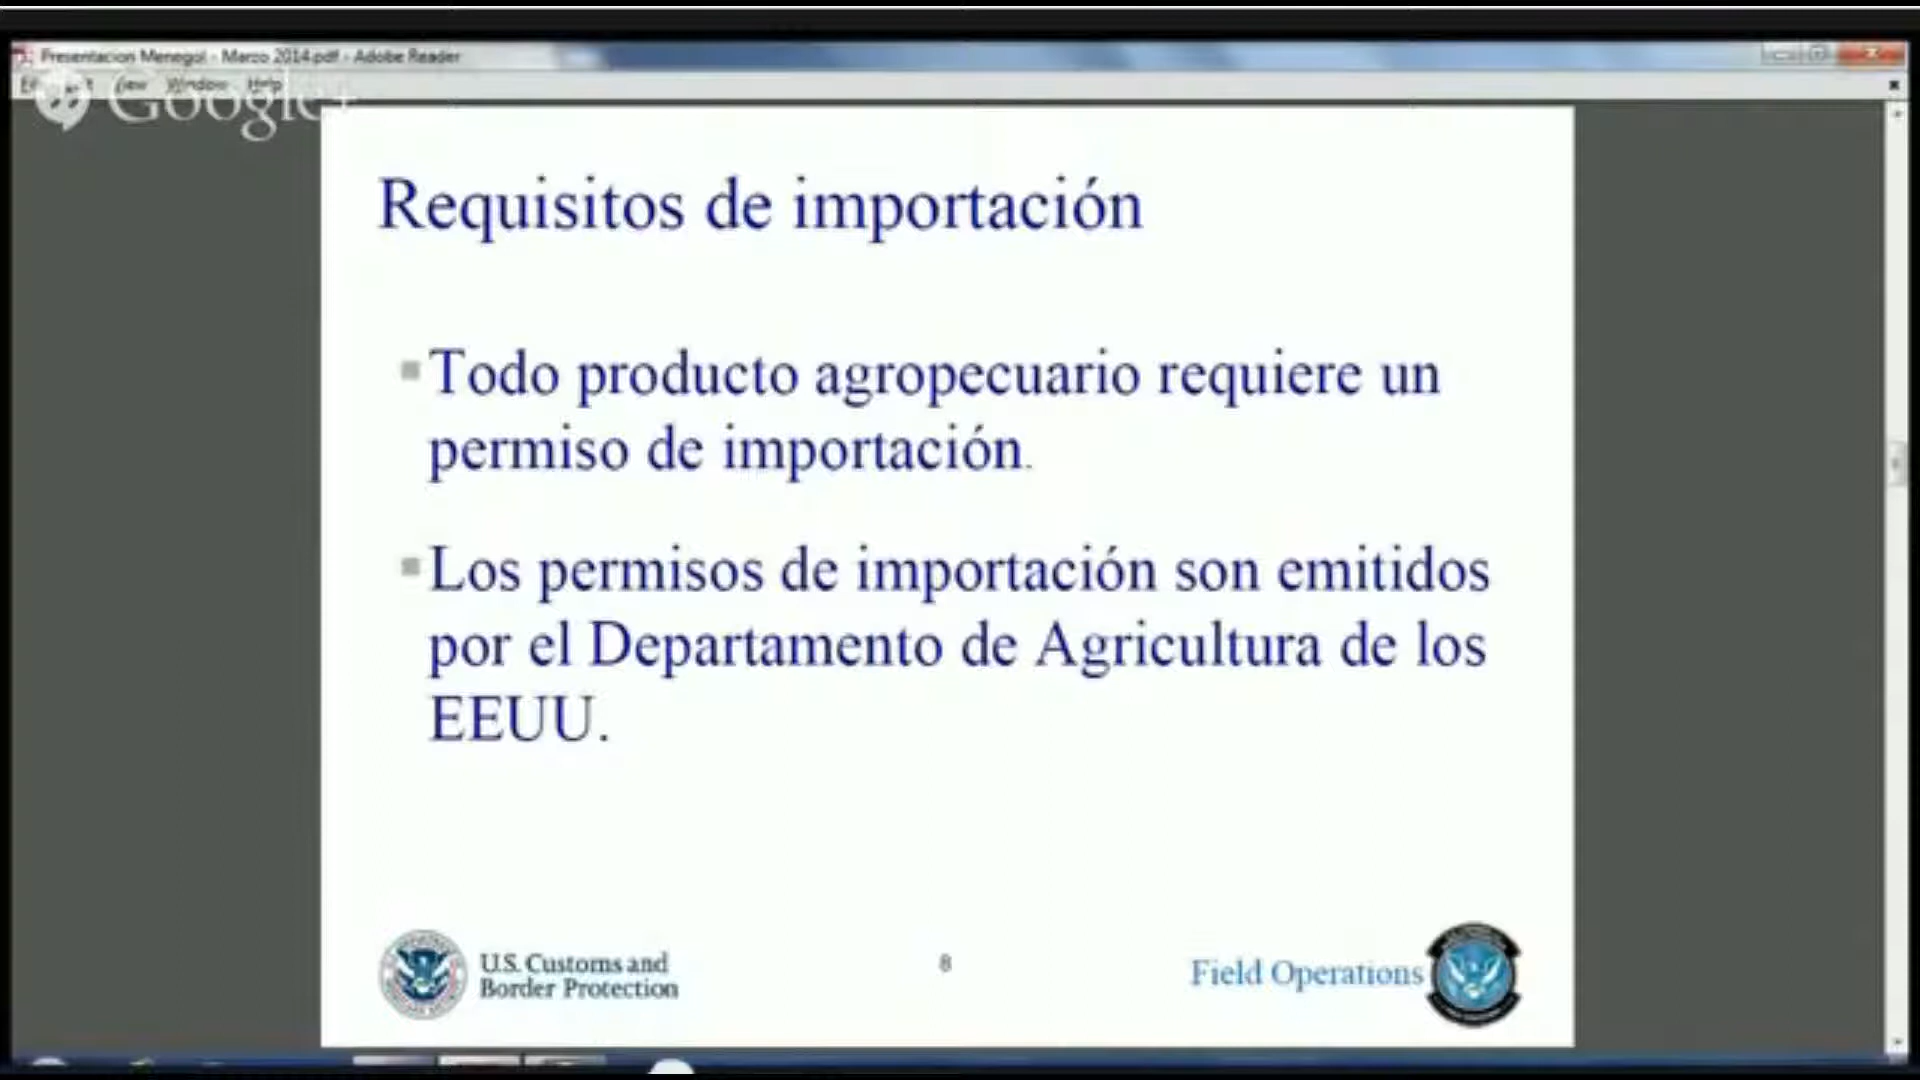 Presentacion Menegol - Marzo 2014.pdf - Adobe Reader
View Window Help
Google+
Requisitos de importación
Todo producto agropecuario requiere un
permiso de importación.
Los permisos de importación son emitidos
por el Departamento de Agricultura de los
EEUU.
U.S. Customs and
Border Protection
8
Field Operations